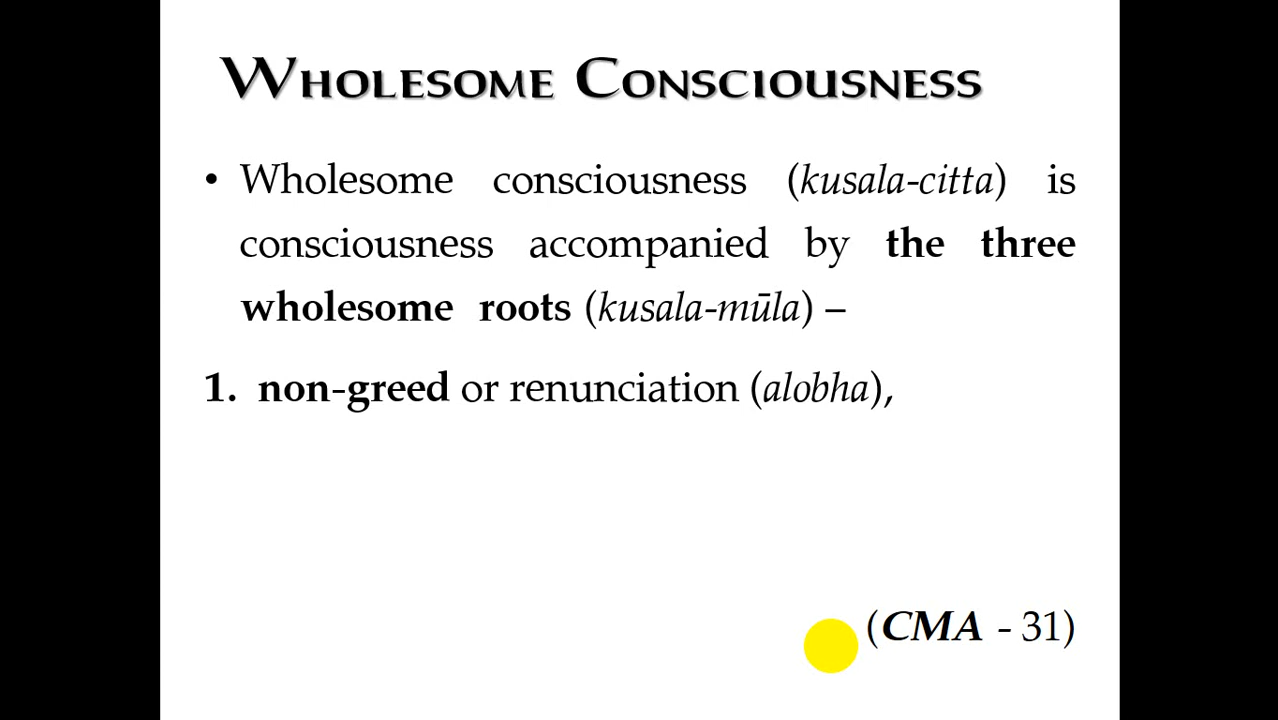 Wholesome Consciousness
• Wholesome consciousness (kusala-citta) is
consciousness accompanied by the three
wholesome roots (kusala-mūla) –
1. non-greed or renunciation (alobha),
(CMA - 31)